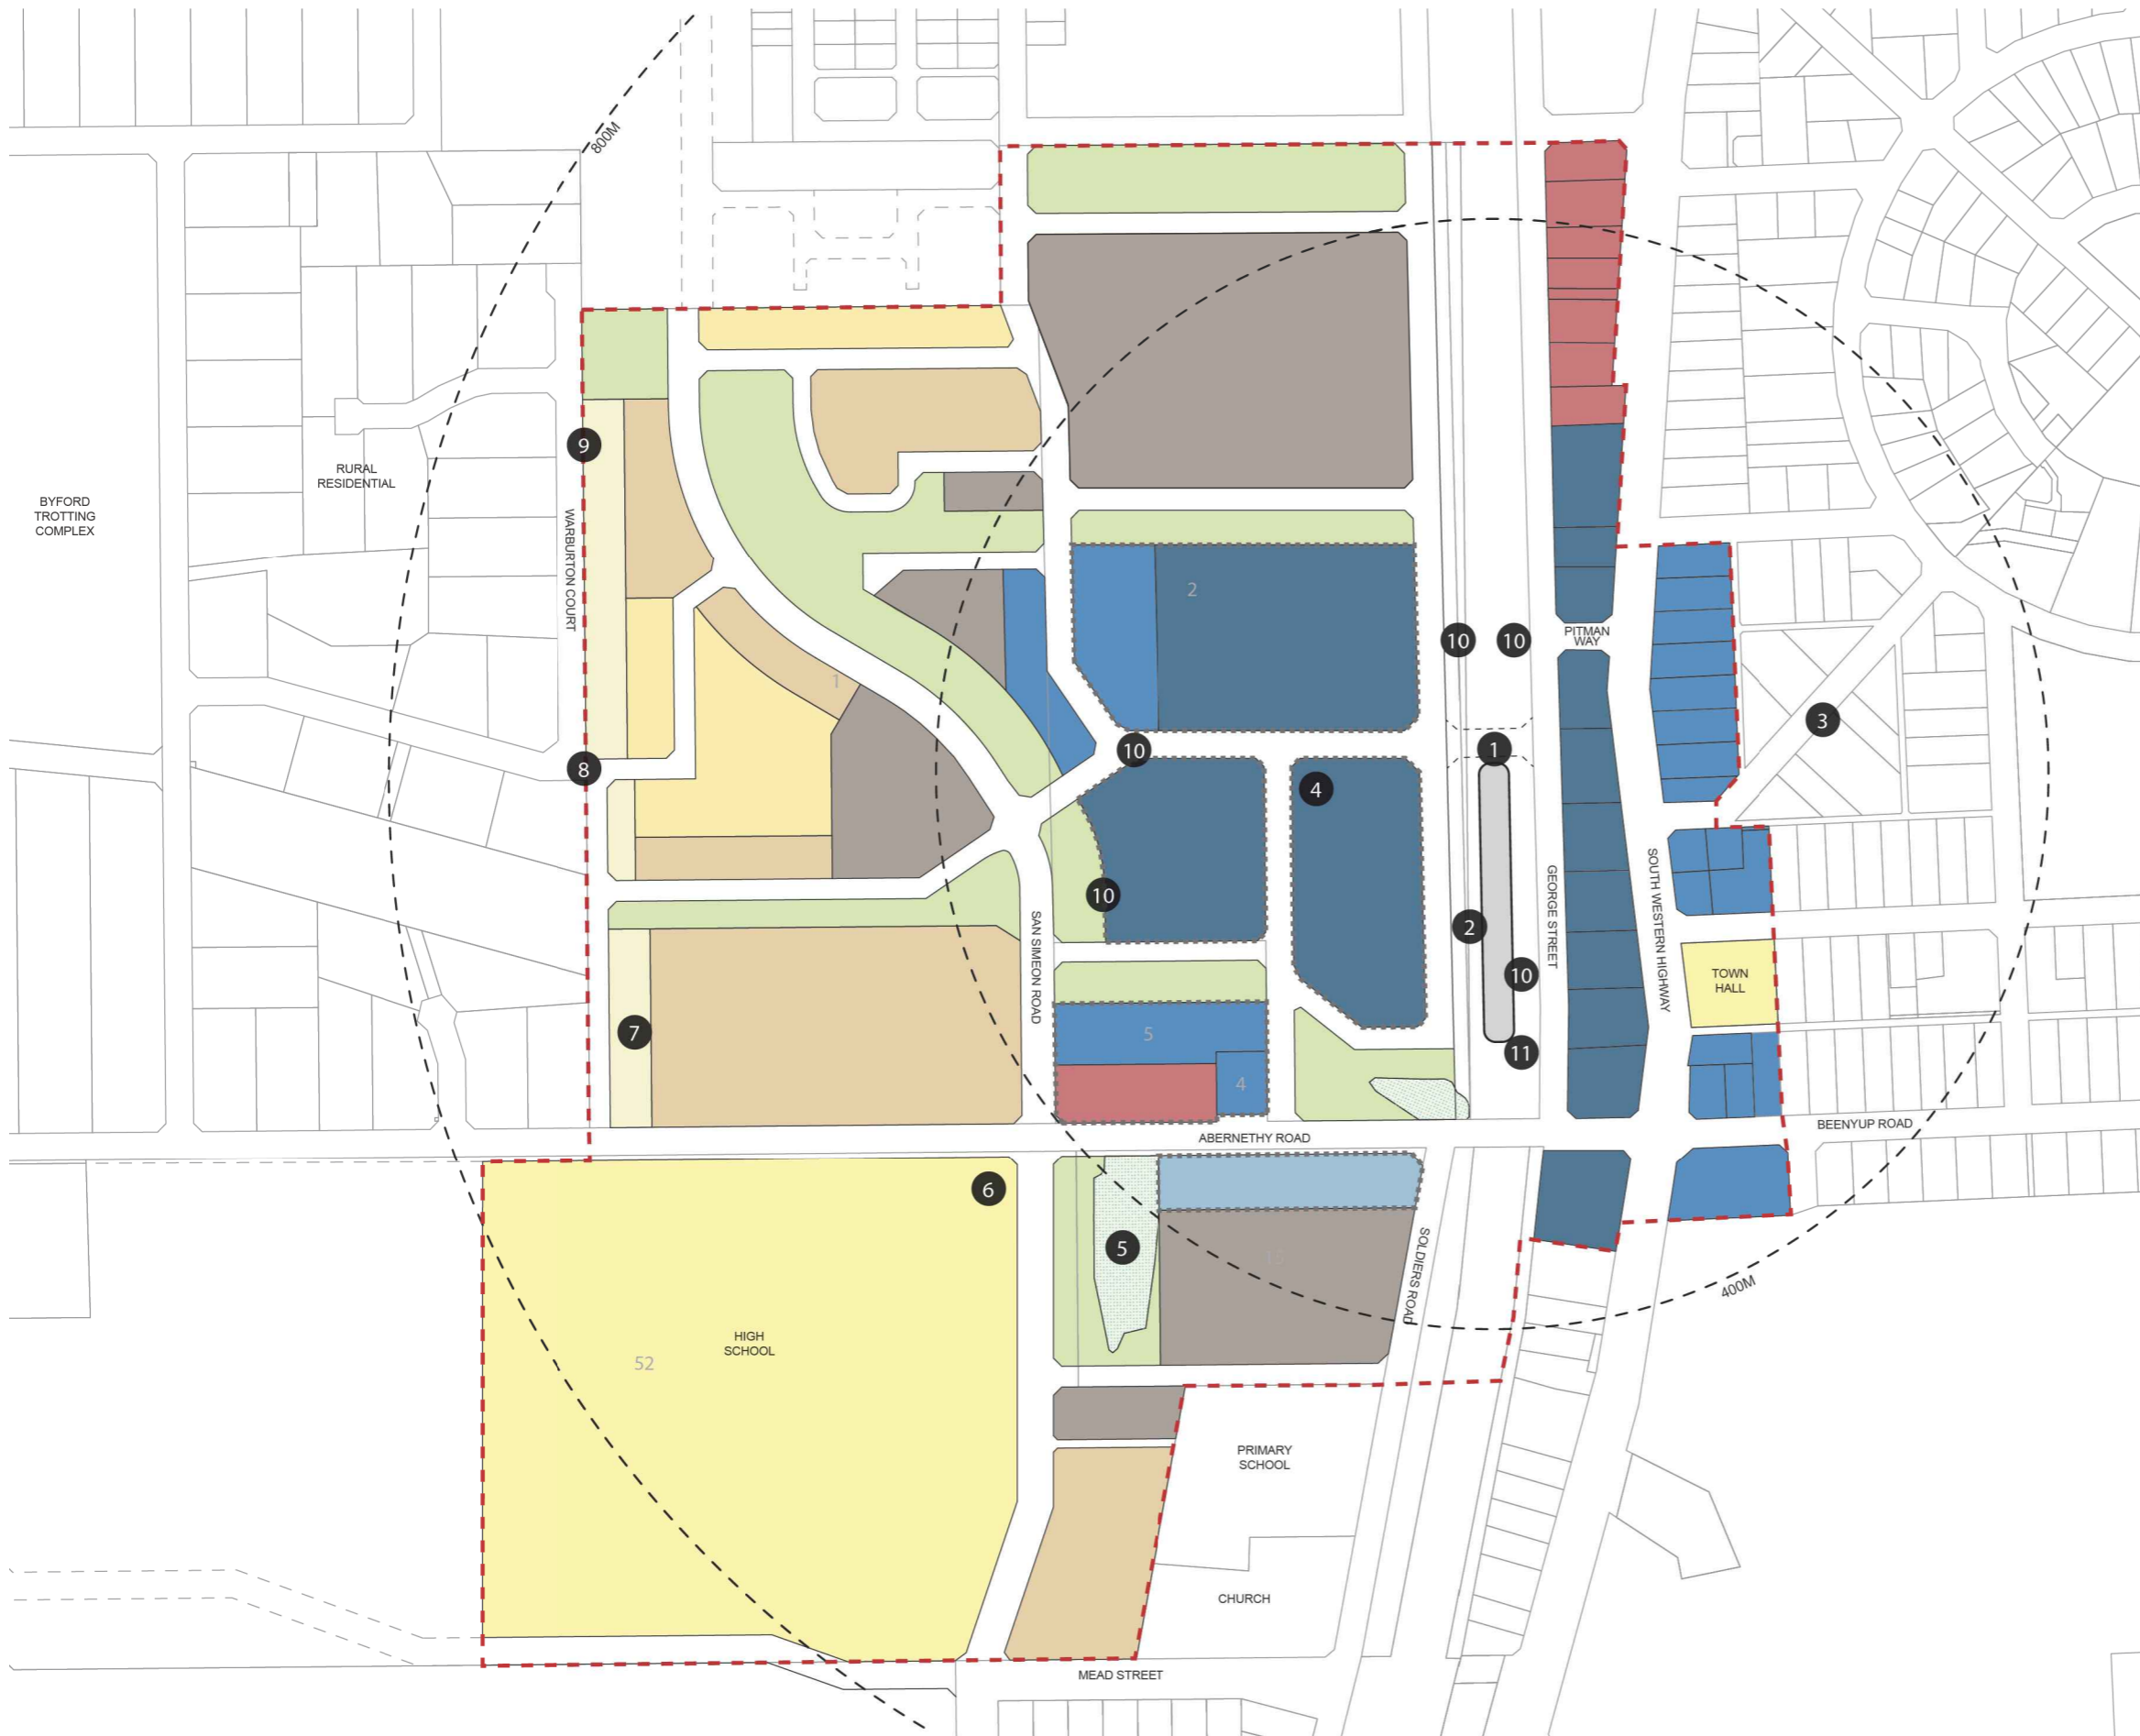 800M
9
RURAL
RESIDENTIAL
BYFORD
TROTTING
COMPLEX
WARBURTON COURT
2
10
10
PITMAN
WAY
1
3
10
1
8
4
10
2
SAN SIMEON ROAD
GEORGE STREET
SOUTH WESTERN HIGHWAY
10
TOWN
HALL
7
5
11
4
ABERNETHY ROAD
BEENYUP ROAD
6
5
SOLDIERS ROAD
400M
HIGH
SCHOOL
52
PRIMARY
SCHOOL
CHURCH
MEAD STREET